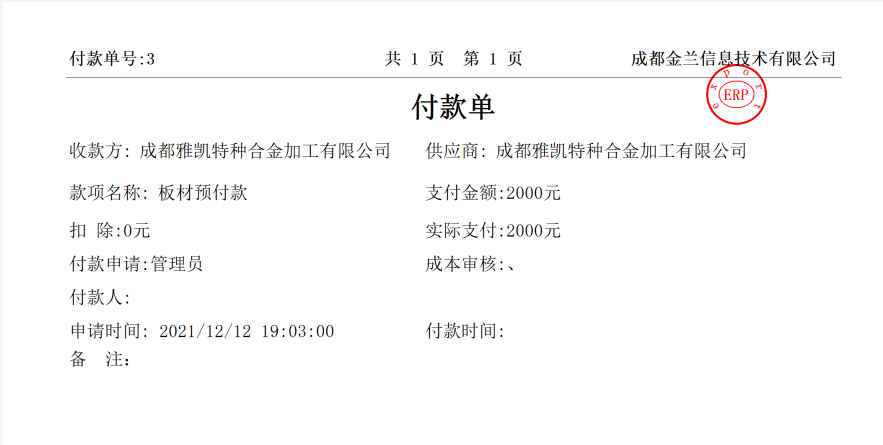 付款单号:3 共 1 页 第 1 页 成都金兰信息技术有限公司
export
ERP
付款单
收款方: 成都雅凯特种合金加工有限公司 供应商: 成都雅凯特种合金加工有限公司
款项名称: 板材预付款 支付金额:2000元
扣 除:0元 实际支付:2000元
付款申请:管理员 成本审核:、
付款人:
申请时间: 2021/12/12 19:03:00 付款时间:
备 注: